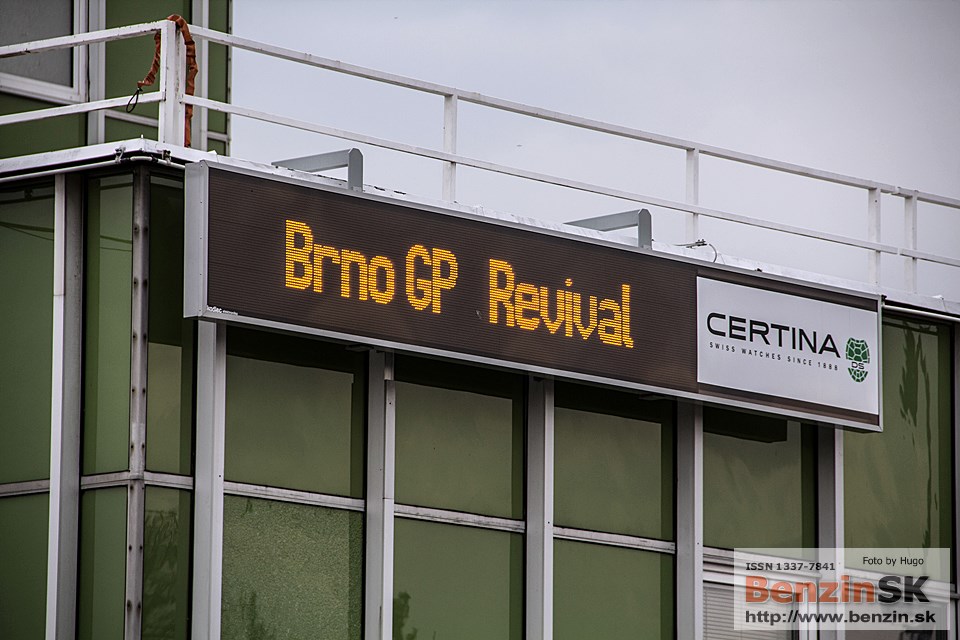 Brno GP Revival
CERTINA
SWISS WATCHES SINCE 1888
DS
ISSN 1337-7841
Foto by Hugo
BenzinSK
http://www.benzin.sk